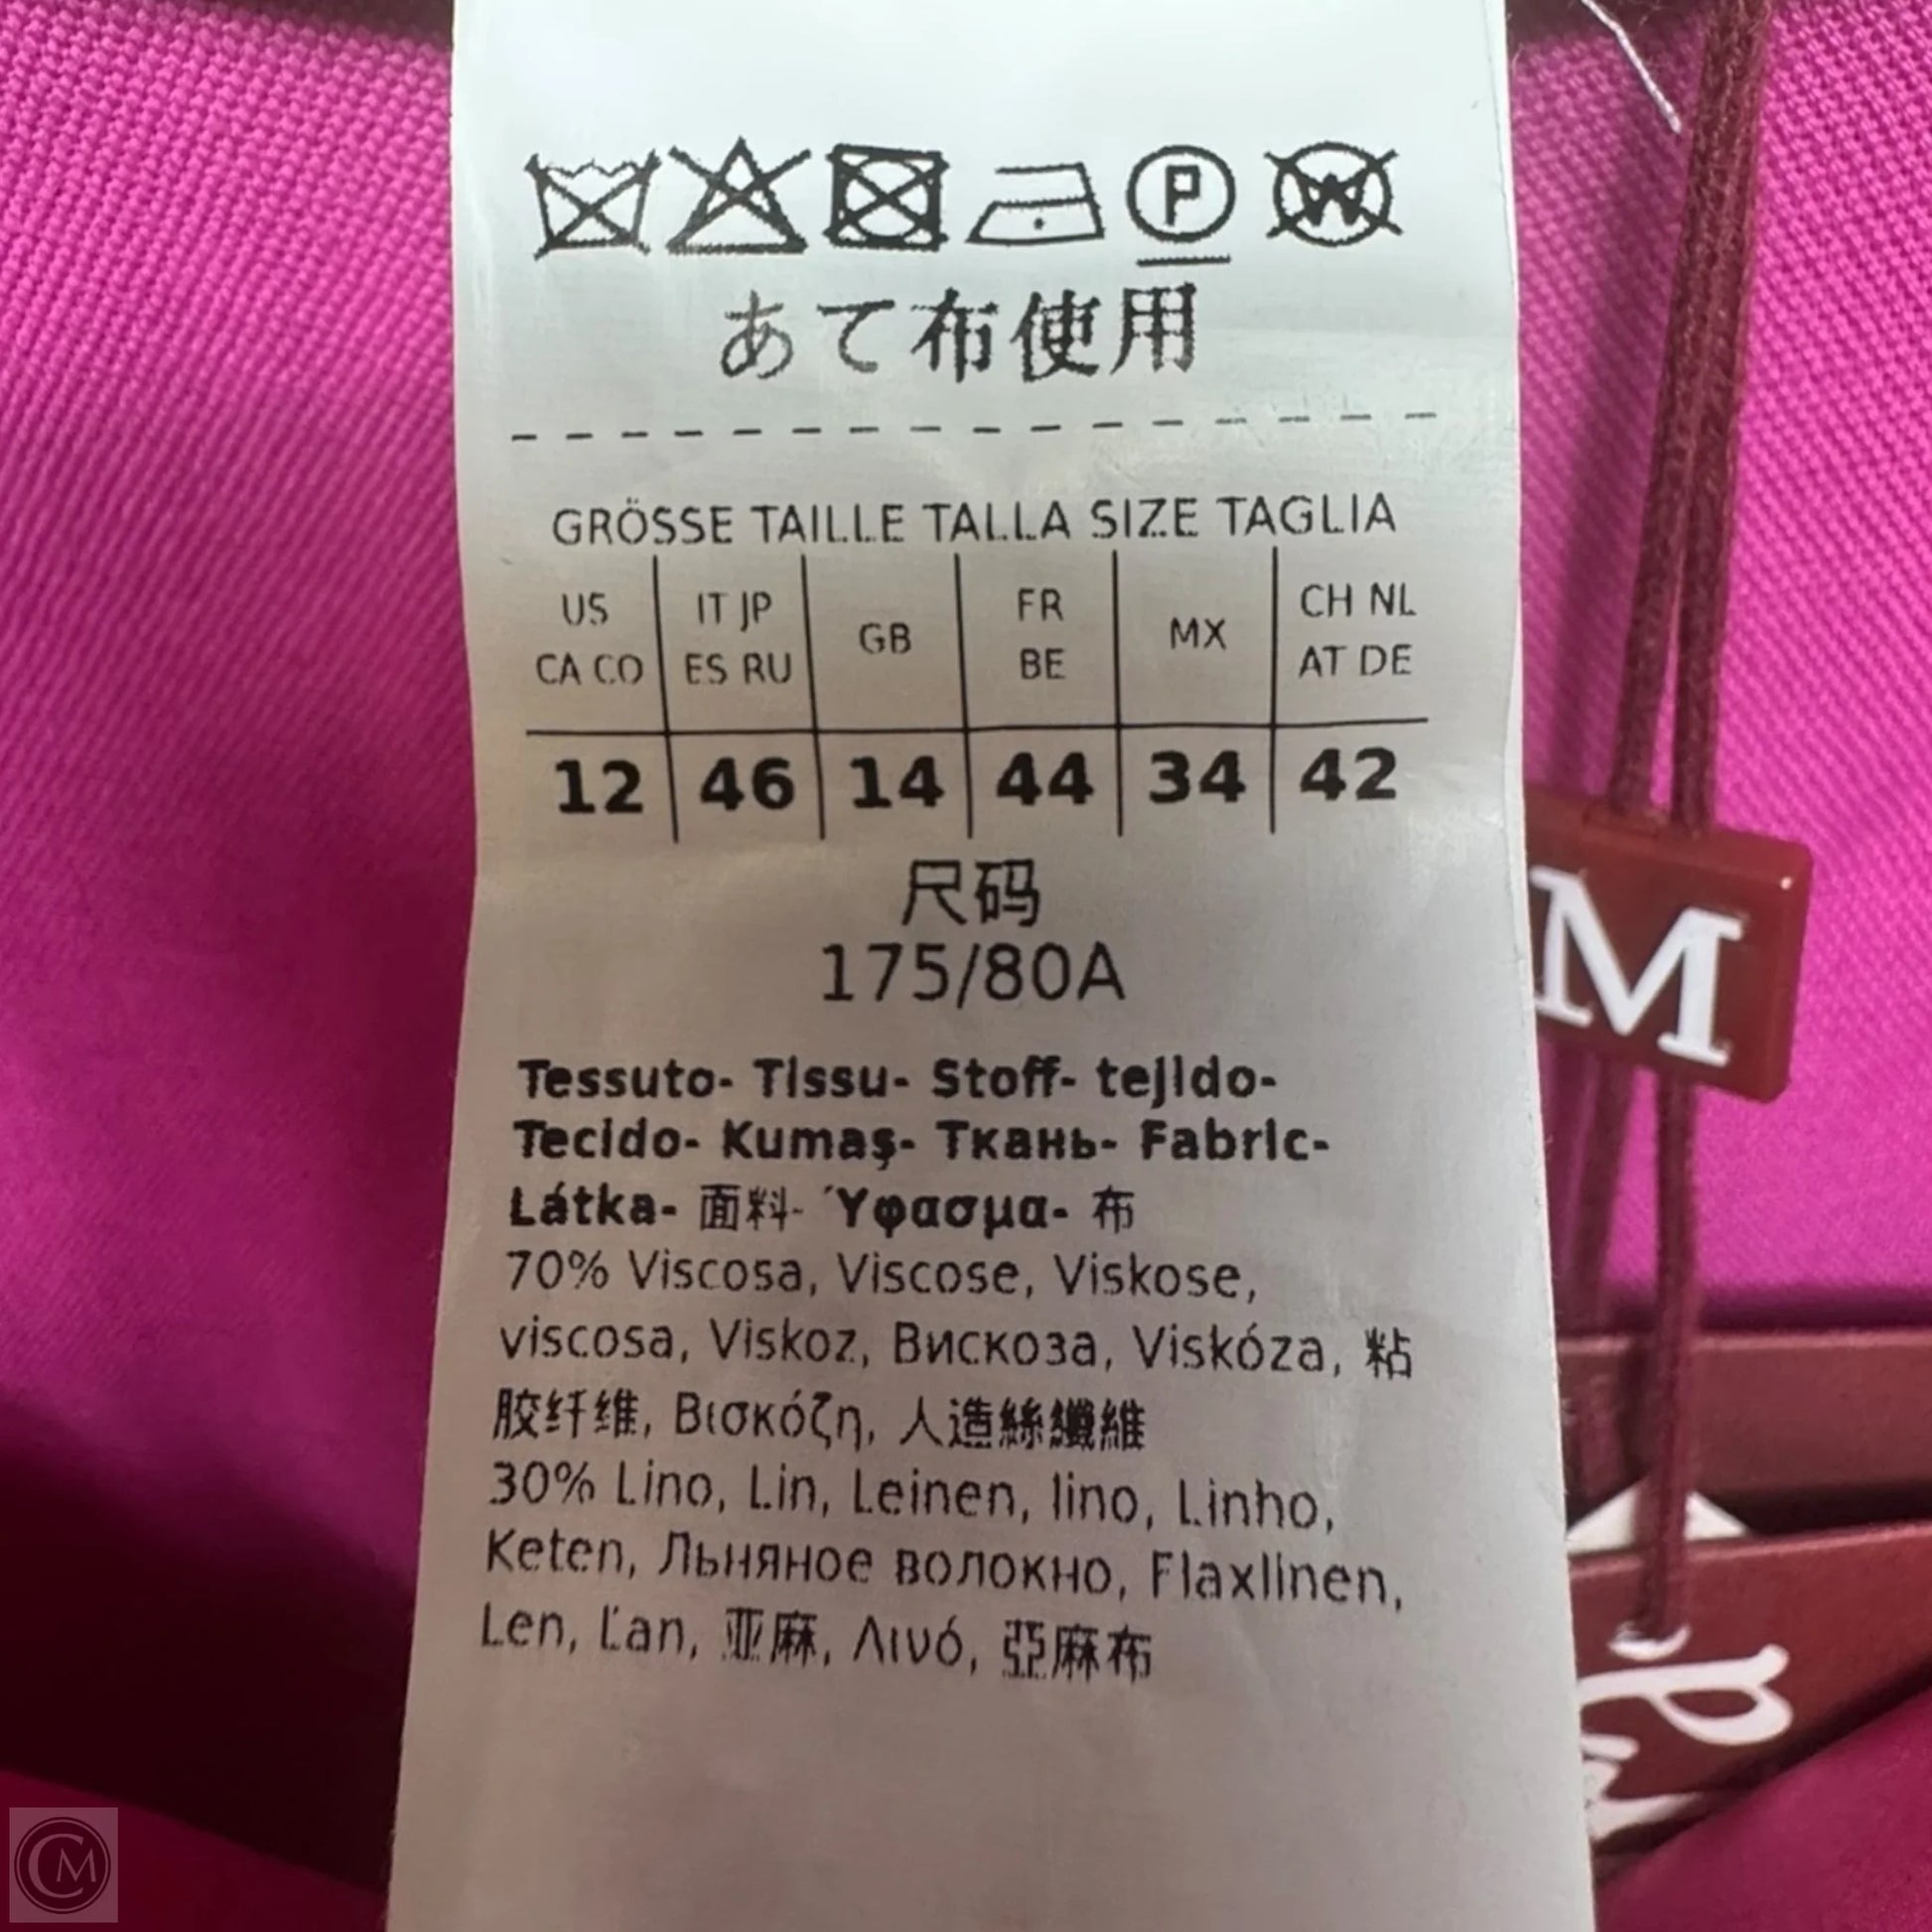 P W
あて布使用
GRÖSSE TAILLE TALLA SIZE TAGLIA
US IT JP GB FR MX CH NL
CA CO ES RU BE AT DE
12 46 14 44 34 42
尺码
175/80A
Tessuto- Tissu- Stoff- tejido-
Tecido- Kumaş- Ткань- Fabric-
Látka- 面料- Ύφασμα- 布
70% Viscosa, Viscose, Viskose,
viscosa, Viskoz, Вискоза, Viskóza, 粘
胶纤维, Βισκόζη, 人造絲纖維
30% Lino, Lin, Leinen, lino, Linho,
Keten, Льняное волокно, Flaxlinen,
Len, Ľan, 亚麻, Λινό, 亞麻布
M
CM